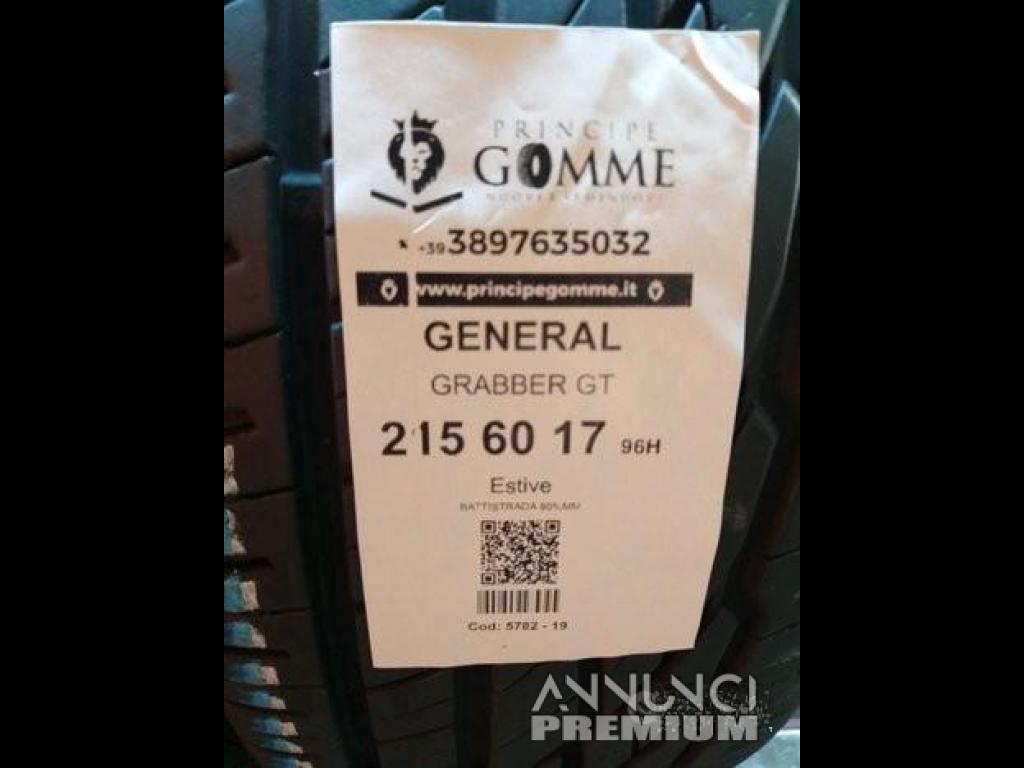 PRINCIPE
GOMME
+39 3897635032
www.principegomme.it
GENERAL
GRABBER GT
215 60 17 96H
Estive
BATTISTRADA
Cod: 5782 - 19
ANNUNCI
PREMIUM